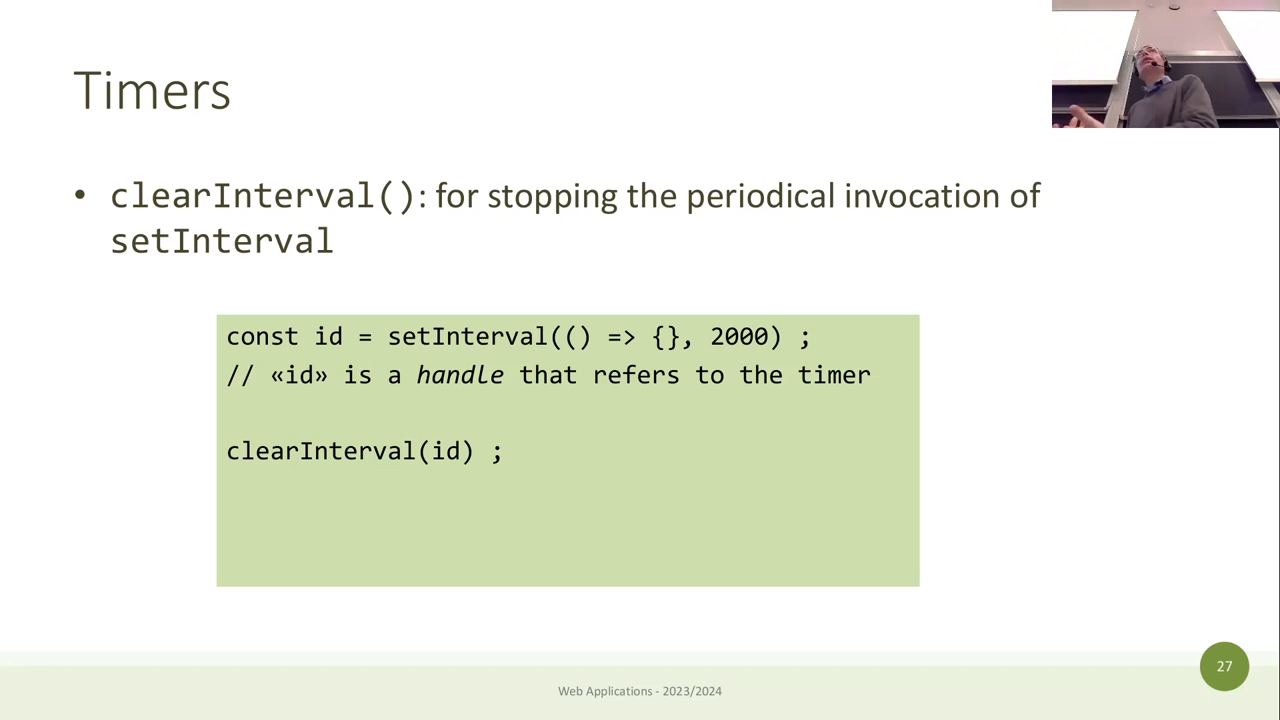 Timers
• clearInterval(): for stopping the periodical invocation of
setInterval
const id = setInterval(() => {}, 2000) ;
// «id» is a handle that refers to the timer
clearInterval(id) ;
27
Web Applications - 2023/2024